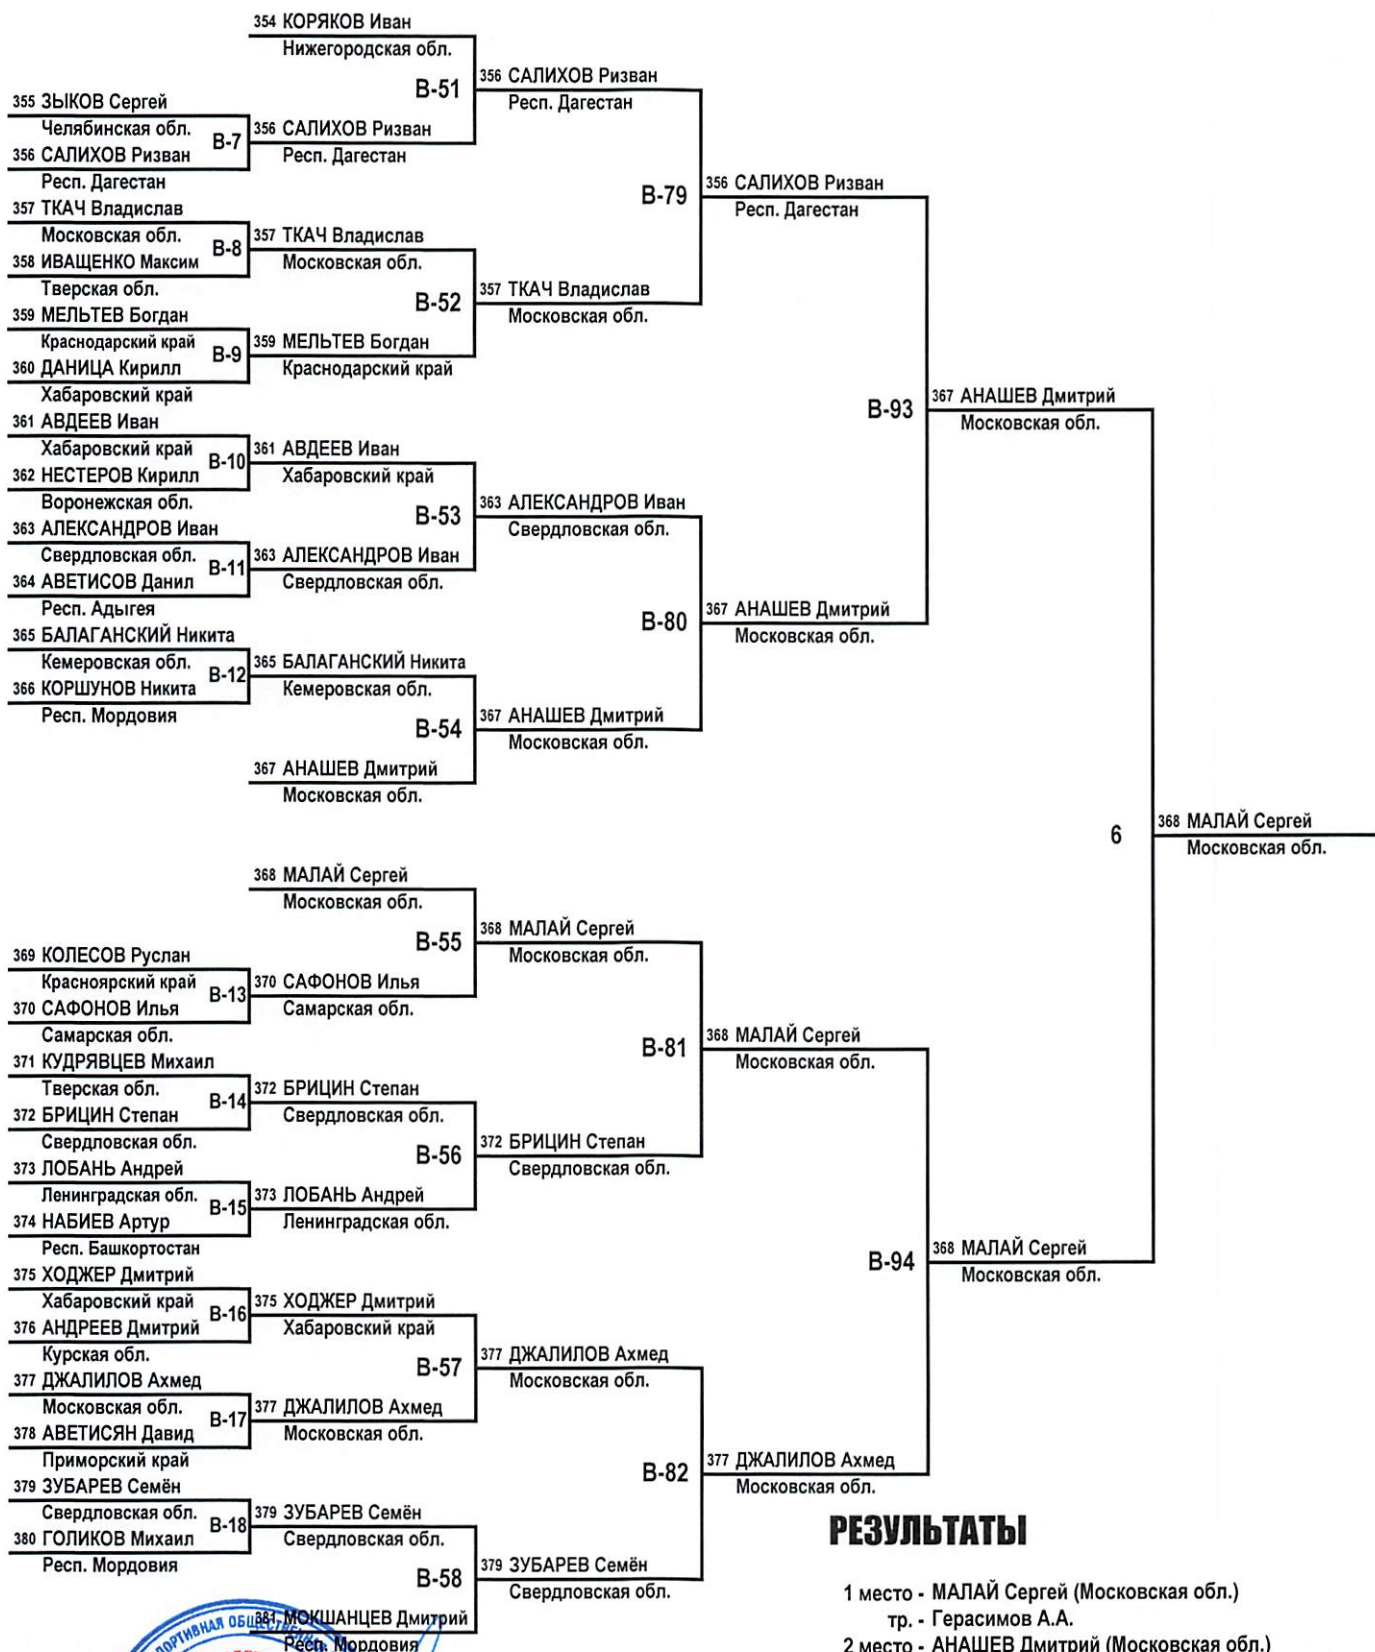 354 КОРЯКОВ Иван
Нижегородская обл.
В-51
356 САЛИХОВ Ризван
Респ. Дагестан
355 ЗЫКОВ Сергей
Челябинская обл.
В-7
356 САЛИХОВ Ризван
Респ. Дагестан
356 САЛИХОВ Ризван
Респ. Дагестан
В-79
356 САЛИХОВ Ризван
Респ. Дагестан
357 ТКАЧ Владислав
Московская обл.
В-8
357 ТКАЧ Владислав
Московская обл.
358 ИВАЩЕНКО Максим
Тверская обл.
В-52
357 ТКАЧ Владислав
Московская обл.
359 МЕЛЬТЕВ Богдан
Краснодарский край
В-9
359 МЕЛЬТЕВ Богдан
Краснодарский край
360 ДАНИЦА Кирилл
Хабаровский край
В-93
367 АНАШЕВ Дмитрий
Московская обл.
361 АВДЕЕВ Иван
Хабаровский край
В-10
361 АВДЕЕВ Иван
Хабаровский край
362 НЕСТЕРОВ Кирилл
Воронежская обл.
В-53
363 АЛЕКСАНДРОВ Иван
Свердловская обл.
363 АЛЕКСАНДРОВ Иван
Свердловская обл.
В-11
363 АЛЕКСАНДРОВ Иван
Свердловская обл.
364 АВЕТИСОВ Данил
Респ. Адыгея
В-80
367 АНАШЕВ Дмитрий
Московская обл.
365 БАЛАГАНСКИЙ Никита
Кемеровская обл.
В-12
365 БАЛАГАНСКИЙ Никита
Кемеровская обл.
366 КОРШУНОВ Никита
Респ. Мордовия
В-54
367 АНАШЕВ Дмитрий
Московская обл.
367 АНАШЕВ Дмитрий
Московская обл.
6
368 МАЛАЙ Сергей
Московская обл.
368 МАЛАЙ Сергей
Московская обл.
В-55
368 МАЛАЙ Сергей
Московская обл.
369 КОЛЕСОВ Руслан
Красноярский край
В-13
370 САФОНОВ Илья
Самарская обл.
370 САФОНОВ Илья
Самарская обл.
В-81
368 МАЛАЙ Сергей
Московская обл.
371 КУДРЯВЦЕВ Михаил
Тверская обл.
В-14
372 БРИЦИН Степан
Свердловская обл.
372 БРИЦИН Степан
Свердловская обл.
В-56
372 БРИЦИН Степан
Свердловская обл.
373 ЛОБАНЬ Андрей
Ленинградская обл.
В-15
373 ЛОБАНЬ Андрей
Ленинградская обл.
374 НАБИЕВ Артур
Респ. Башкортостан
В-94
368 МАЛАЙ Сергей
Московская обл.
375 ХОДЖЕР Дмитрий
Хабаровский край
В-16
375 ХОДЖЕР Дмитрий
Хабаровский край
376 АНДРЕЕВ Дмитрий
Курская обл.
В-57
377 ДЖАЛИЛОВ Ахмед
Московская обл.
377 ДЖАЛИЛОВ Ахмед
Московская обл.
В-17
377 ДЖАЛИЛОВ Ахмед
Московская обл.
378 АВЕТИСЯН Давид
Приморский край
В-82
377 ДЖАЛИЛОВ Ахмед
Московская обл.
379 ЗУБАРЕВ Семён
Свердловская обл.
В-18
379 ЗУБАРЕВ Семён
Свердловская обл.
380 ГОЛИКОВ Михаил
Респ. Мордовия
В-58
379 ЗУБАРЕВ Семён
Свердловская обл.
381 МОКШАНЦЕВ Дмитрий
Респ. Мордовия
РЕЗУЛЬТАТЫ
1 место - МАЛАЙ Сергей (Московская обл.)
тр. - Герасимов А.А.
2 место - АНАШЕВ Дмитрий (Московская обл.)